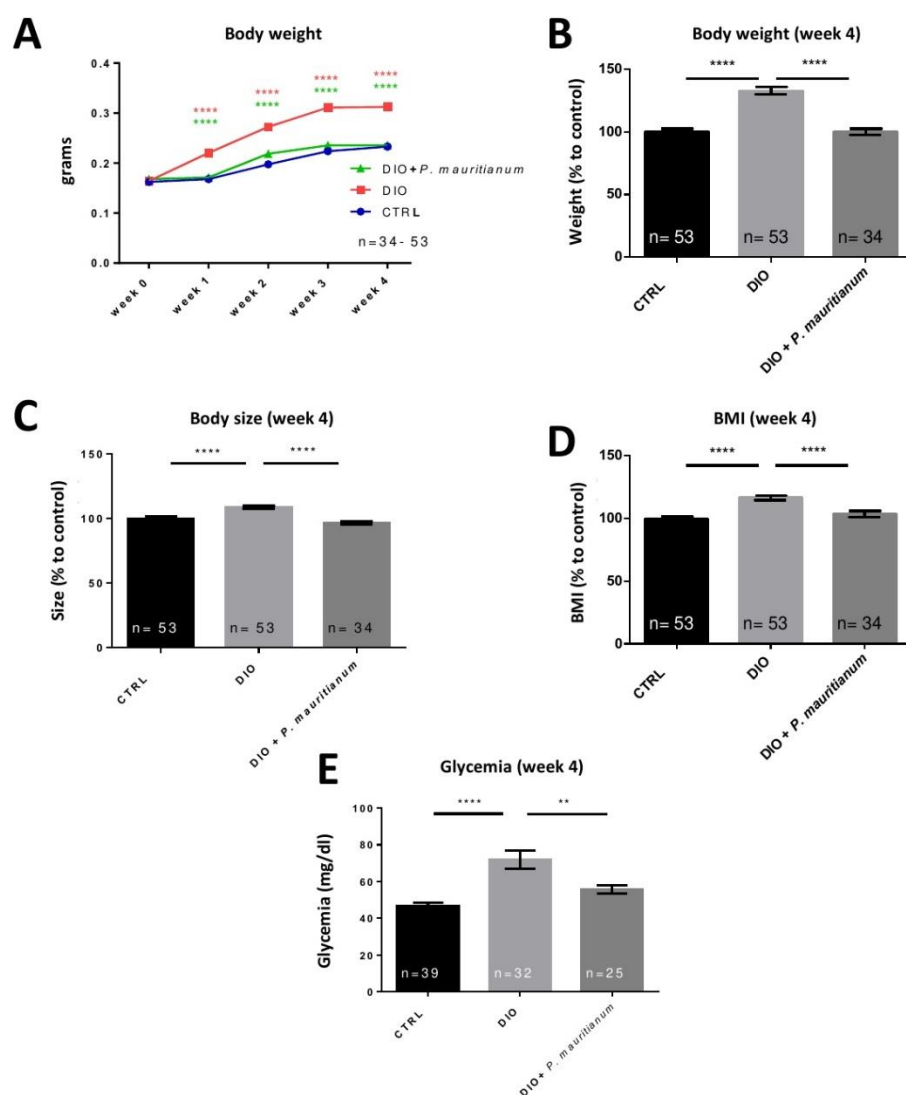 A
Body weight
0.4
0.3
0.2
0.1
0.0
grams
****
****
****
****
****
****
****
****
DIO+P. mauritianum
DIO
CTRL
n=34- 53
week 0
week 1
week 2
week 3
week 4
B
Body weight (week 4)
****
****
150
100
50
0
Weight (% to control)
n= 53
n= 53
n= 34
CTRL
DIO
DIO + P. mauritianum
C
Body size (week 4)
****
****
150
100
50
0
Size (% to control)
n= 53
n= 53
n= 34
CTRL
DIO
DIO + P. mauritianum
D
BMI (week 4)
****
****
150
100
50
0
BMI (% to control)
n= 53
n= 53
n= 34
CTRL
DIO
DIO + P. mauritianum
E
Glycemia (week 4)
****
**
100
80
60
40
20
0
Glycemia (mg/dl)
n=39
n=32
n=25
CTRL
DIO
DIO+ P. mauritianum